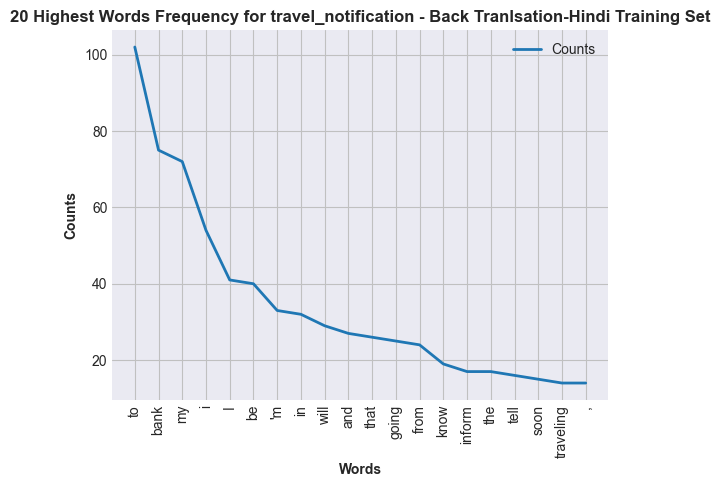 20 Highest Words Frequency for travel_notification - Back Tranlsation-Hindi Training Set
Counts
100
80
60
40
20
Counts
to
bank
my
i
I
be
'm
in
will
and
that
going
from
know
inform
the
tell
soon
traveling
,
Words